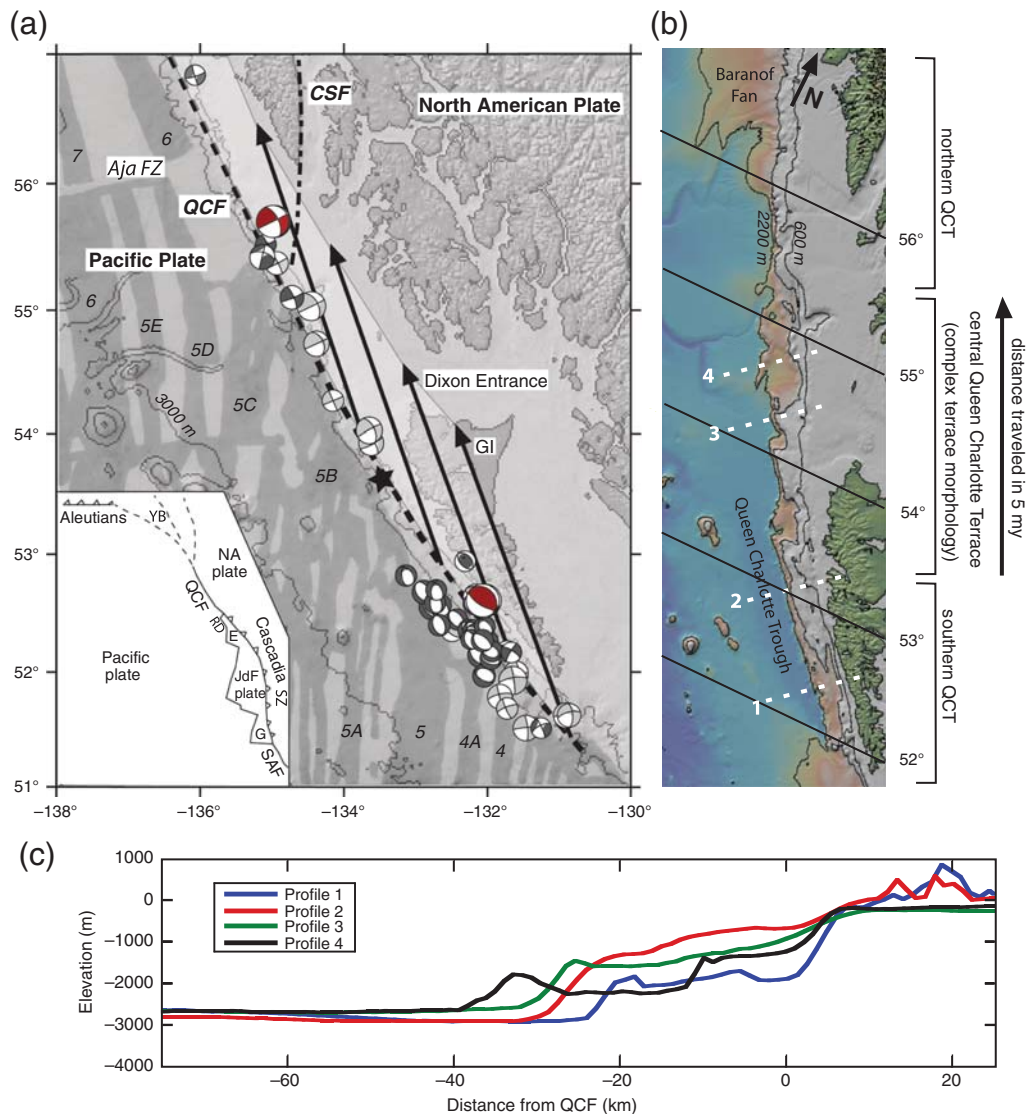 (a)
CSF
North American Plate
7
6
Aja FZ
QCF
Pacific Plate
6
5E
5D
3000 m
5C
5B
Dixon Entrance
GI
5A
5
4A
4
56°
55°
54°
53°
52°
51°
–138°
–136°
–134°
–132°
–130°
Aleutians
YB
NA
plate
QCF
RD
E
Cascadia SZ
Pacific
plate
JdF
plate
G
SAF
(b)
Baranof
Fan
N
2200 m
600 m
4
3
2
1
Queen Charlotte Trough
56°
55°
54°
53°
52°
northern QCT
central Queen Charlotte Terrace
(complex terrace morphology)
southern QCT
distance traveled in 5 my
(c)
Elevation (m)
1000
0
–1000
–2000
–3000
–4000
Profile 1
Profile 2
Profile 3
Profile 4
–60
–40
–20
0
20
Distance from QCF (km)